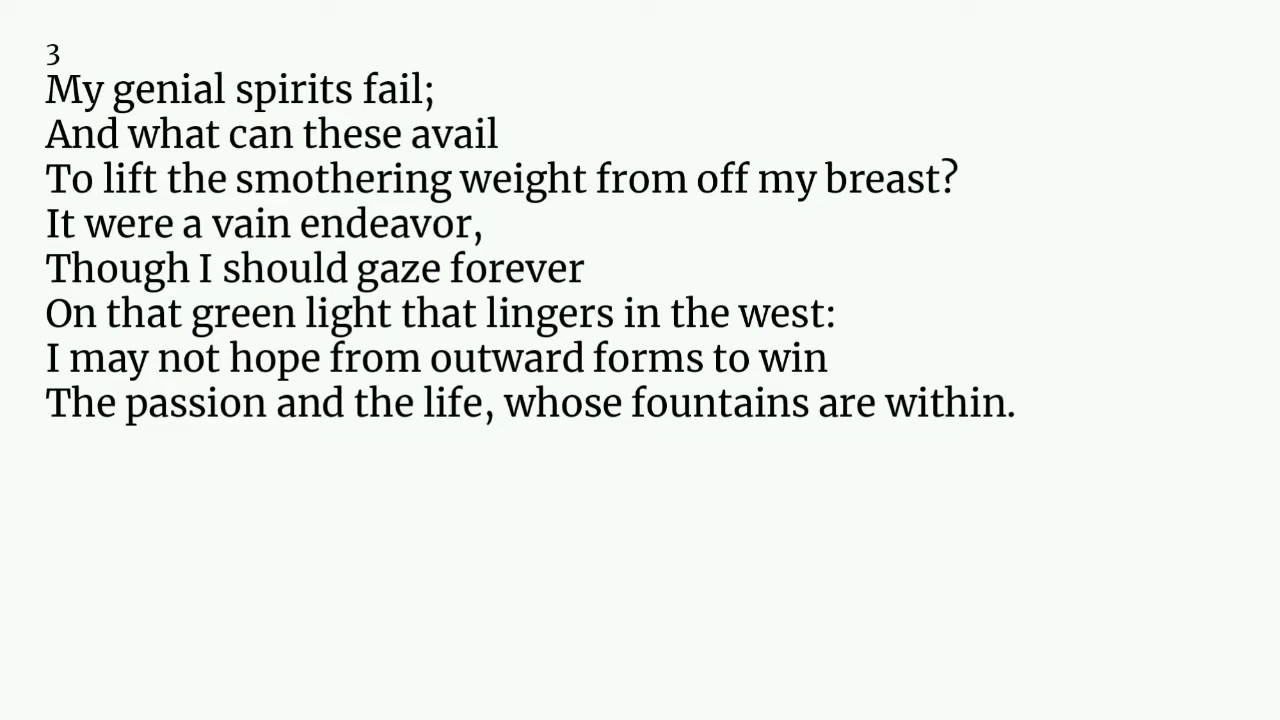 3
My genial spirits fail;
And what can these avail
To lift the smothering weight from off my breast?
It were a vain endeavor,
Though I should gaze forever
On that green light that lingers in the west:
I may not hope from outward forms to win
The passion and the life, whose fountains are within.